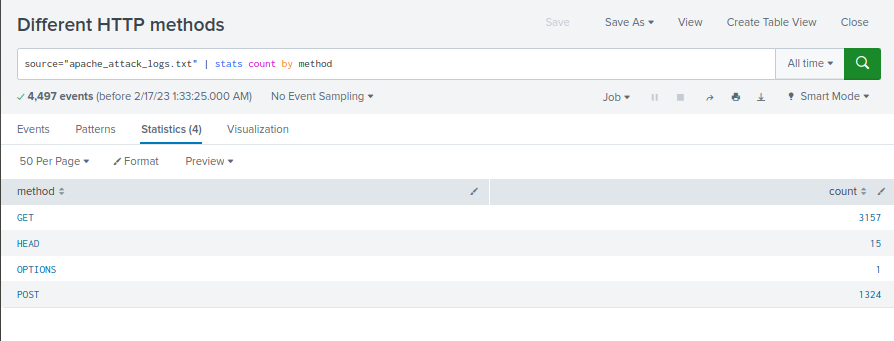 Different HTTP methods
Save Save As View Create Table View Close
source="apache_attack_logs.txt" | stats count by method
All time
4,497 events (before 2/17/23 1:33:25.000 AM) No Event Sampling Job Smart Mode
Events Patterns Statistics (4) Visualization
50 Per Page Format Preview
method count
GET 3157
HEAD 15
OPTIONS 1
POST 1324